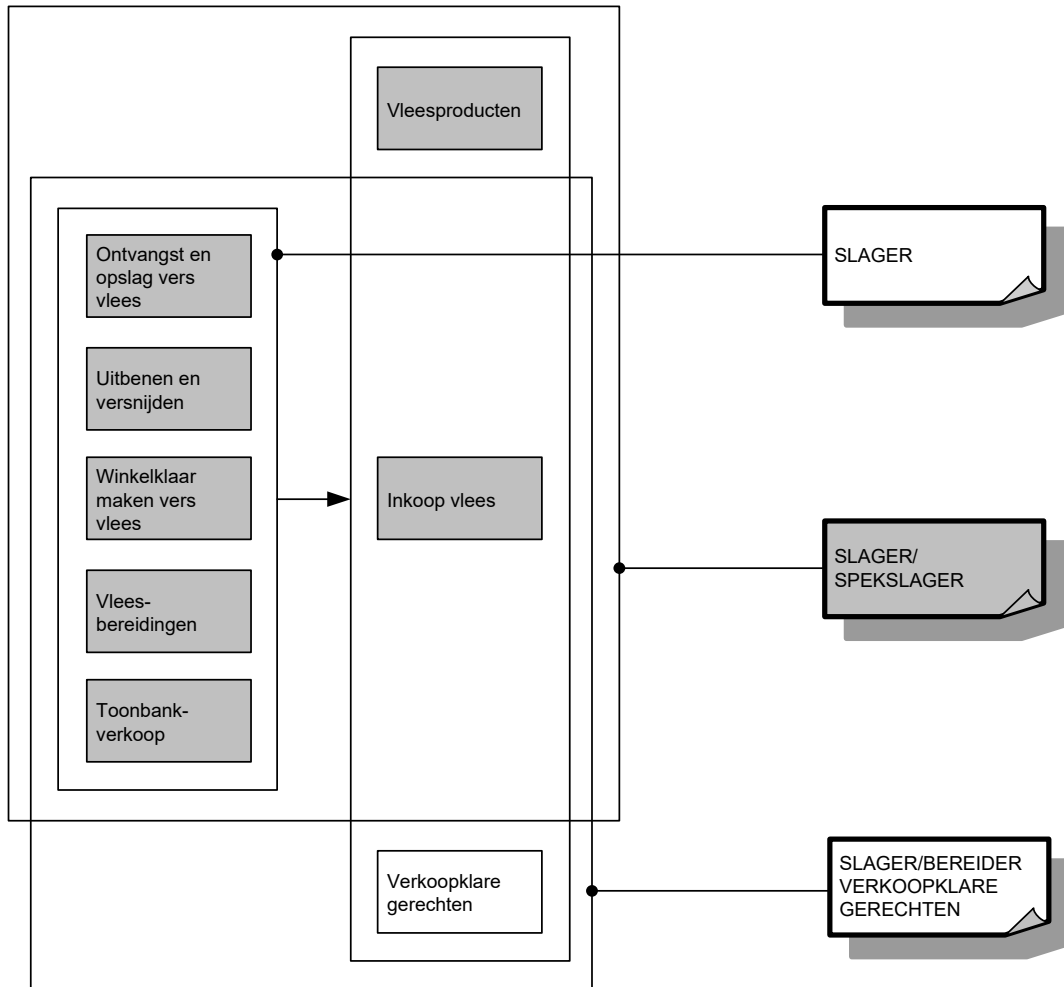 Vleesproducten
Ontvangst en
opslag vers
vlees
SLAGER
Uitbenen en
versnijden
Winkelklaar
maken vers
vlees
Inkoop vlees
SLAGER/
SPEKSLAGER
Vlees-
bereidingen
Toonbank-
verkoop
Verkoopklare
gerechten
SLAGER/BEREIDER
VERKOOPKLARE
GERECHTEN